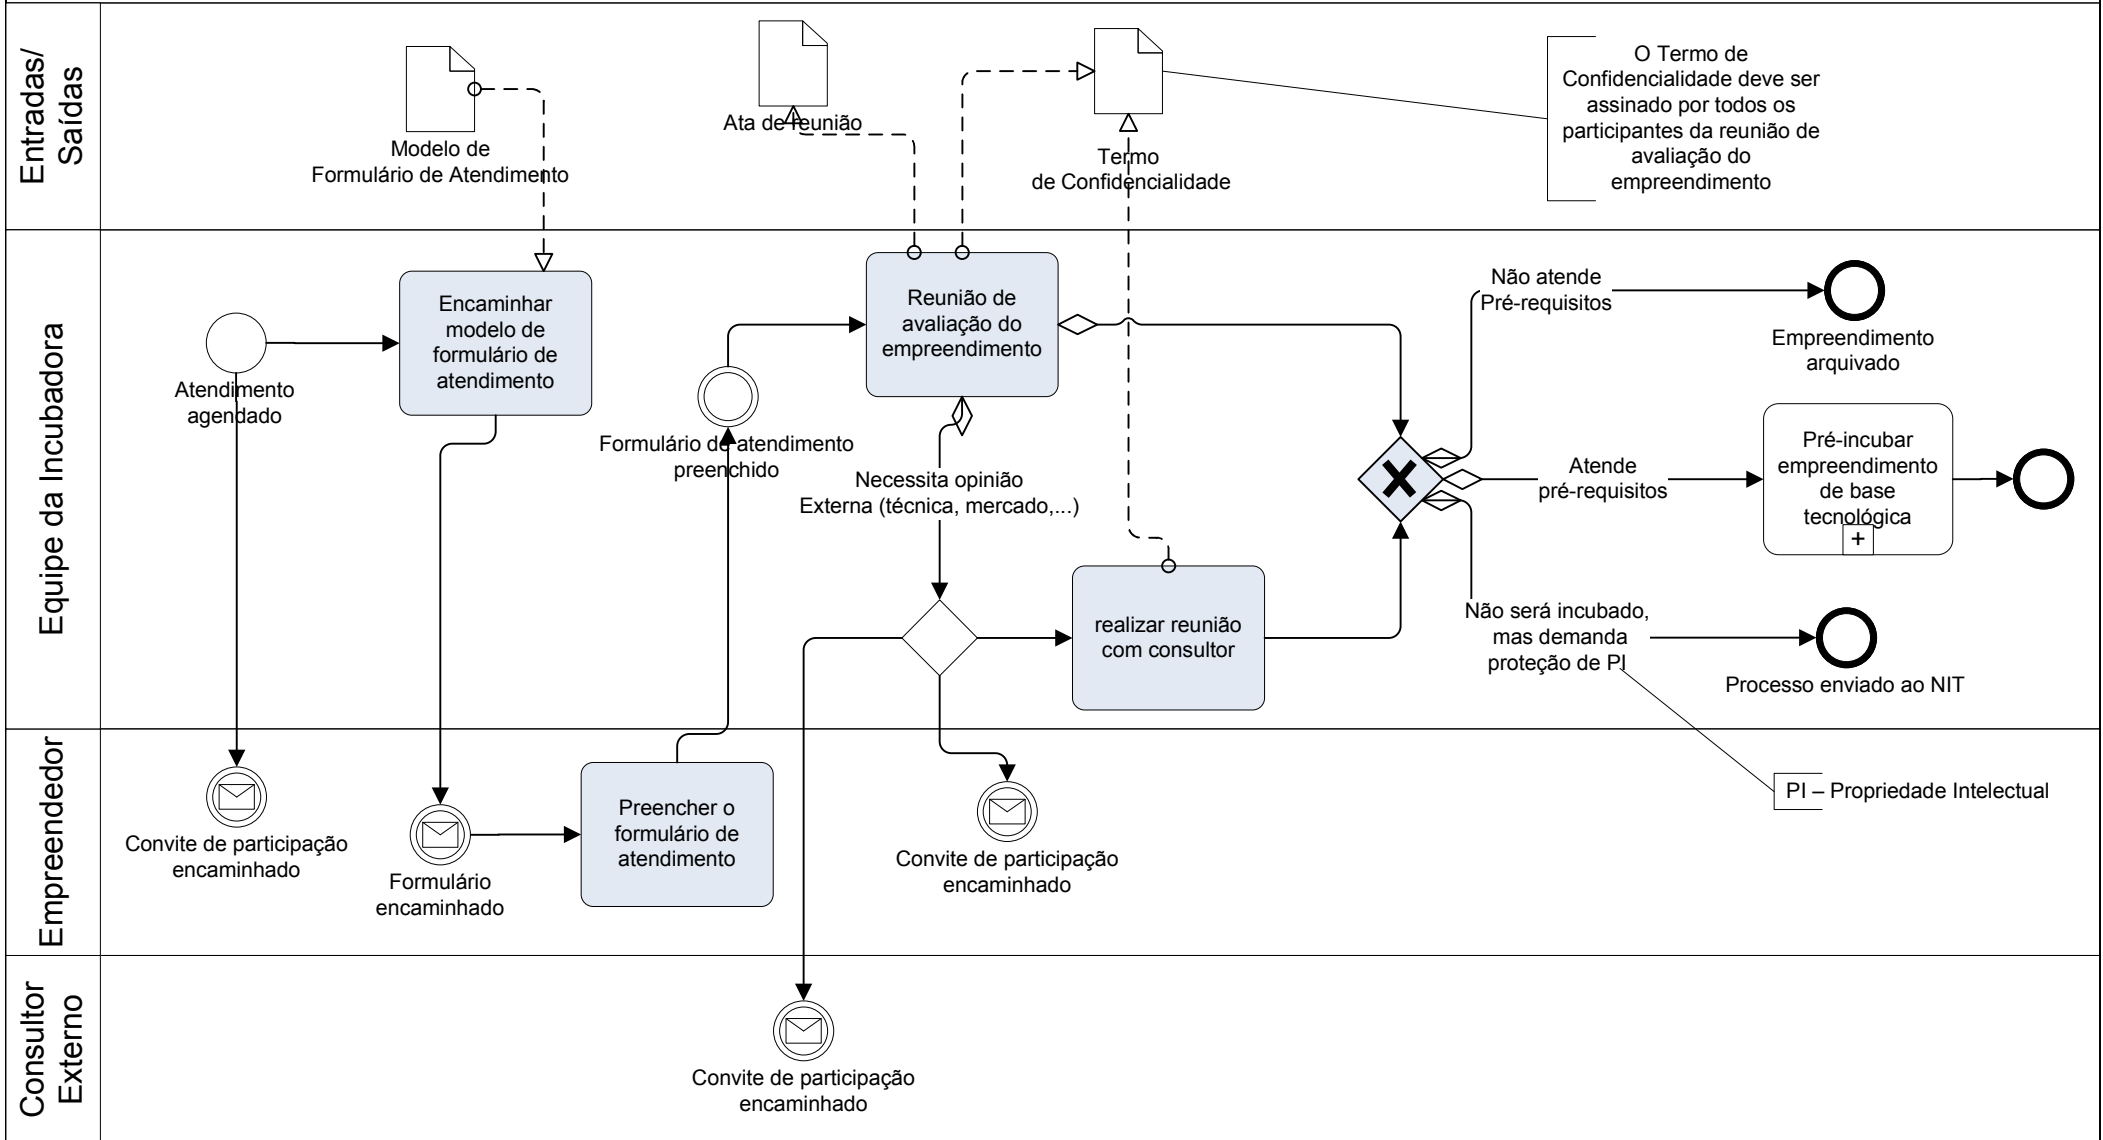 Entradas/
Saídas
Modelo de
Formulário de Atendimento
Ata de reunião
Termo
de Confidencialidade
O Termo de
Confidencialidade deve ser
assinado por todos os
participantes da reunião de
avaliação do
empreendimento
Equipe da Incubadora
Atendimento
agendado
Encaminhar
modelo de
formulário de
atendimento
Formulário de atendimento
preenchido
Reunião de
avaliação do
empreendimento
Necessita opinião
Externa (técnica, mercado,...)
realizar reunião
com consultor
Não atende
Pré-requisitos
Empreendimento
arquivado
Atende
pré-requisitos
Pré-incubar
empreendimento
de base
tecnológica
+
Não será incubado,
mas demanda
proteção de PI
Processo enviado ao NIT
Empreendedor
Convite de participação
encaminhado
Formulário
encaminhado
Preencher o
formulário de
atendimento
Convite de participação
encaminhado
PI – Propriedade Intelectual
Consultor
Externo
Convite de participação
encaminhado